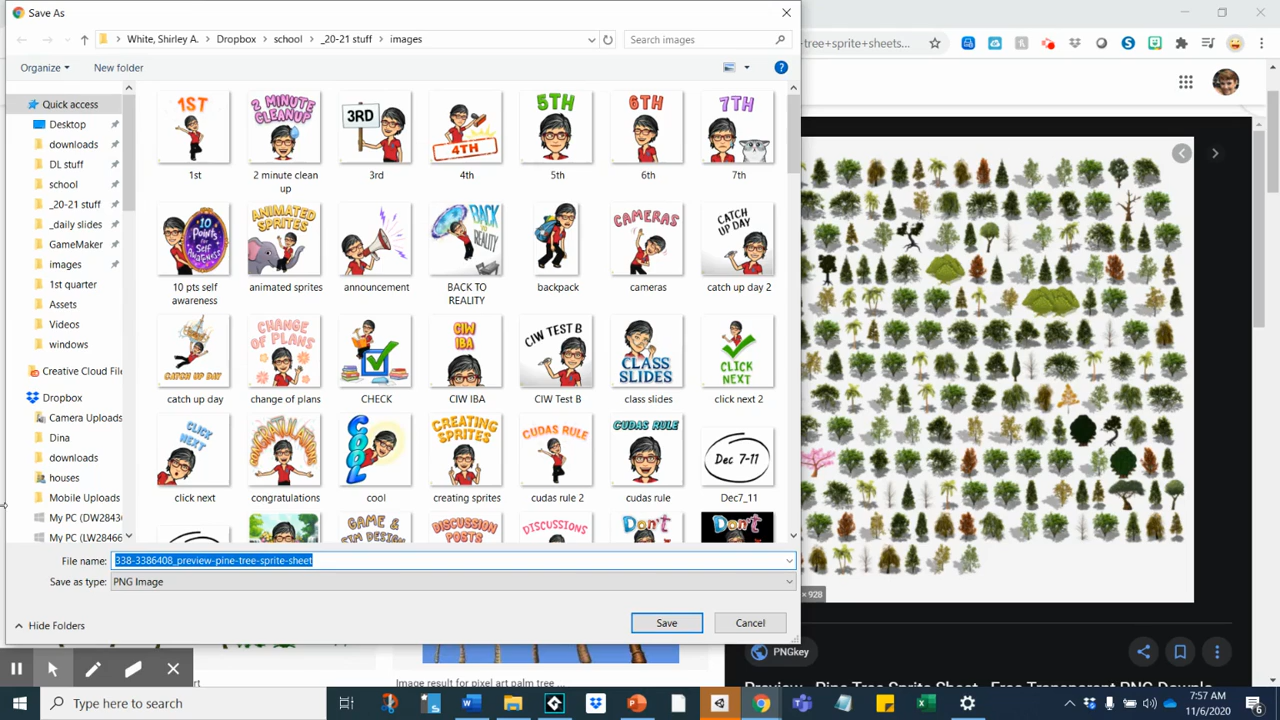 Save As
White, Shirley A. > Dropbox > school > _20-21 stuff > images
Search images
tree+sprite+sheets...
Organize
New folder
Quick access
Desktop
downloads
DL stuff
school
_20-21 stuff
_daily slides
GameMaker
images
1st quarter
Assets
Videos
windows
Creative Cloud File
Dropbox
Camera Uploads
Dina
downloads
houses
Mobile Uploads
My PC (DW2843
My PC (LW28466
1ST
2 MINUTE CLEANUP
3RD
4TH
5TH
6TH
7TH
1st
2 minute clean up
3rd
4th
5th
6th
7th
10 Points for Self Awareness
ANIMATED SPRITES
BACK TO REALITY
CAMERAS
CATCH UP DAY
10 pts self awareness
animated sprites
announcement
BACK TO REALITY
backpack
cameras
catch up day 2
CATCH UP DAY
CHANGE OF PLANS
CIW IBA
CIW TEST B
CLASS SLIDES
CLICK NEXT
catch up day
change of plans
CHECK
CIW IBA
CIW Test B
class slides
click next 2
CLICK NEXT
CONGRATULATIONS
COOL
CREATING SPRITES
CUDAS RULE
CUDAS RULE
Dec 7-11
click next
congratulations
cool
creating sprites
cudas rule 2
cudas rule
Dec7_11
GAME &
DISCUSSION POSTS
DISCUSSIONS
Don't
Don't
File name: 338-3386408_preview-pine-tree-sprite-sheet
Save as type: PNG Image
Hide Folders
Save
Cancel
× 928
PNGkey
Image result for pixel art palm tree ...
Preview - Pine Tree Sprite Sheet - Free Transparent PNG Downlo
Type here to search
7:57 AM
11/6/2020
6